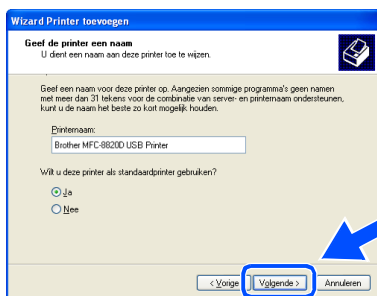 Wizard Printer toevoegen
Geef de printer een naam
U dient een naam aan deze printer toe te wijzen.
Geef een naam voor deze printer op. Aangezien sommige programma's geen namen
met meer dan 31 tekens voor de combinatie van server- en printernaam ondersteunen,
kunt u de naam het beste zo kort mogelijk houden.
Printernaam:
Brother MFC-8820D USB Printer
Wilt u deze printer als standaardprinter gebruiken?
Ja
Nee
< Vorige Volgende > Annuleren